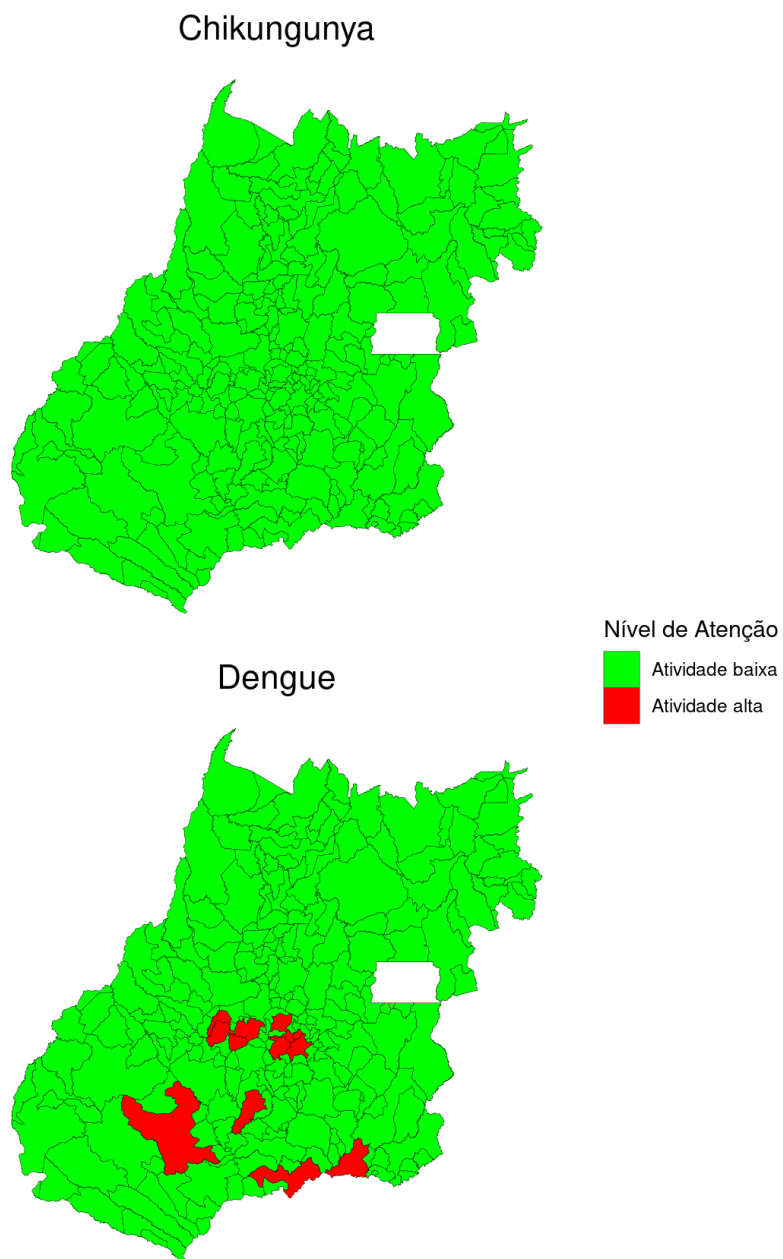 Chikungunya
Nível de Atenção
Atividade baixa
Atividade alta
Dengue